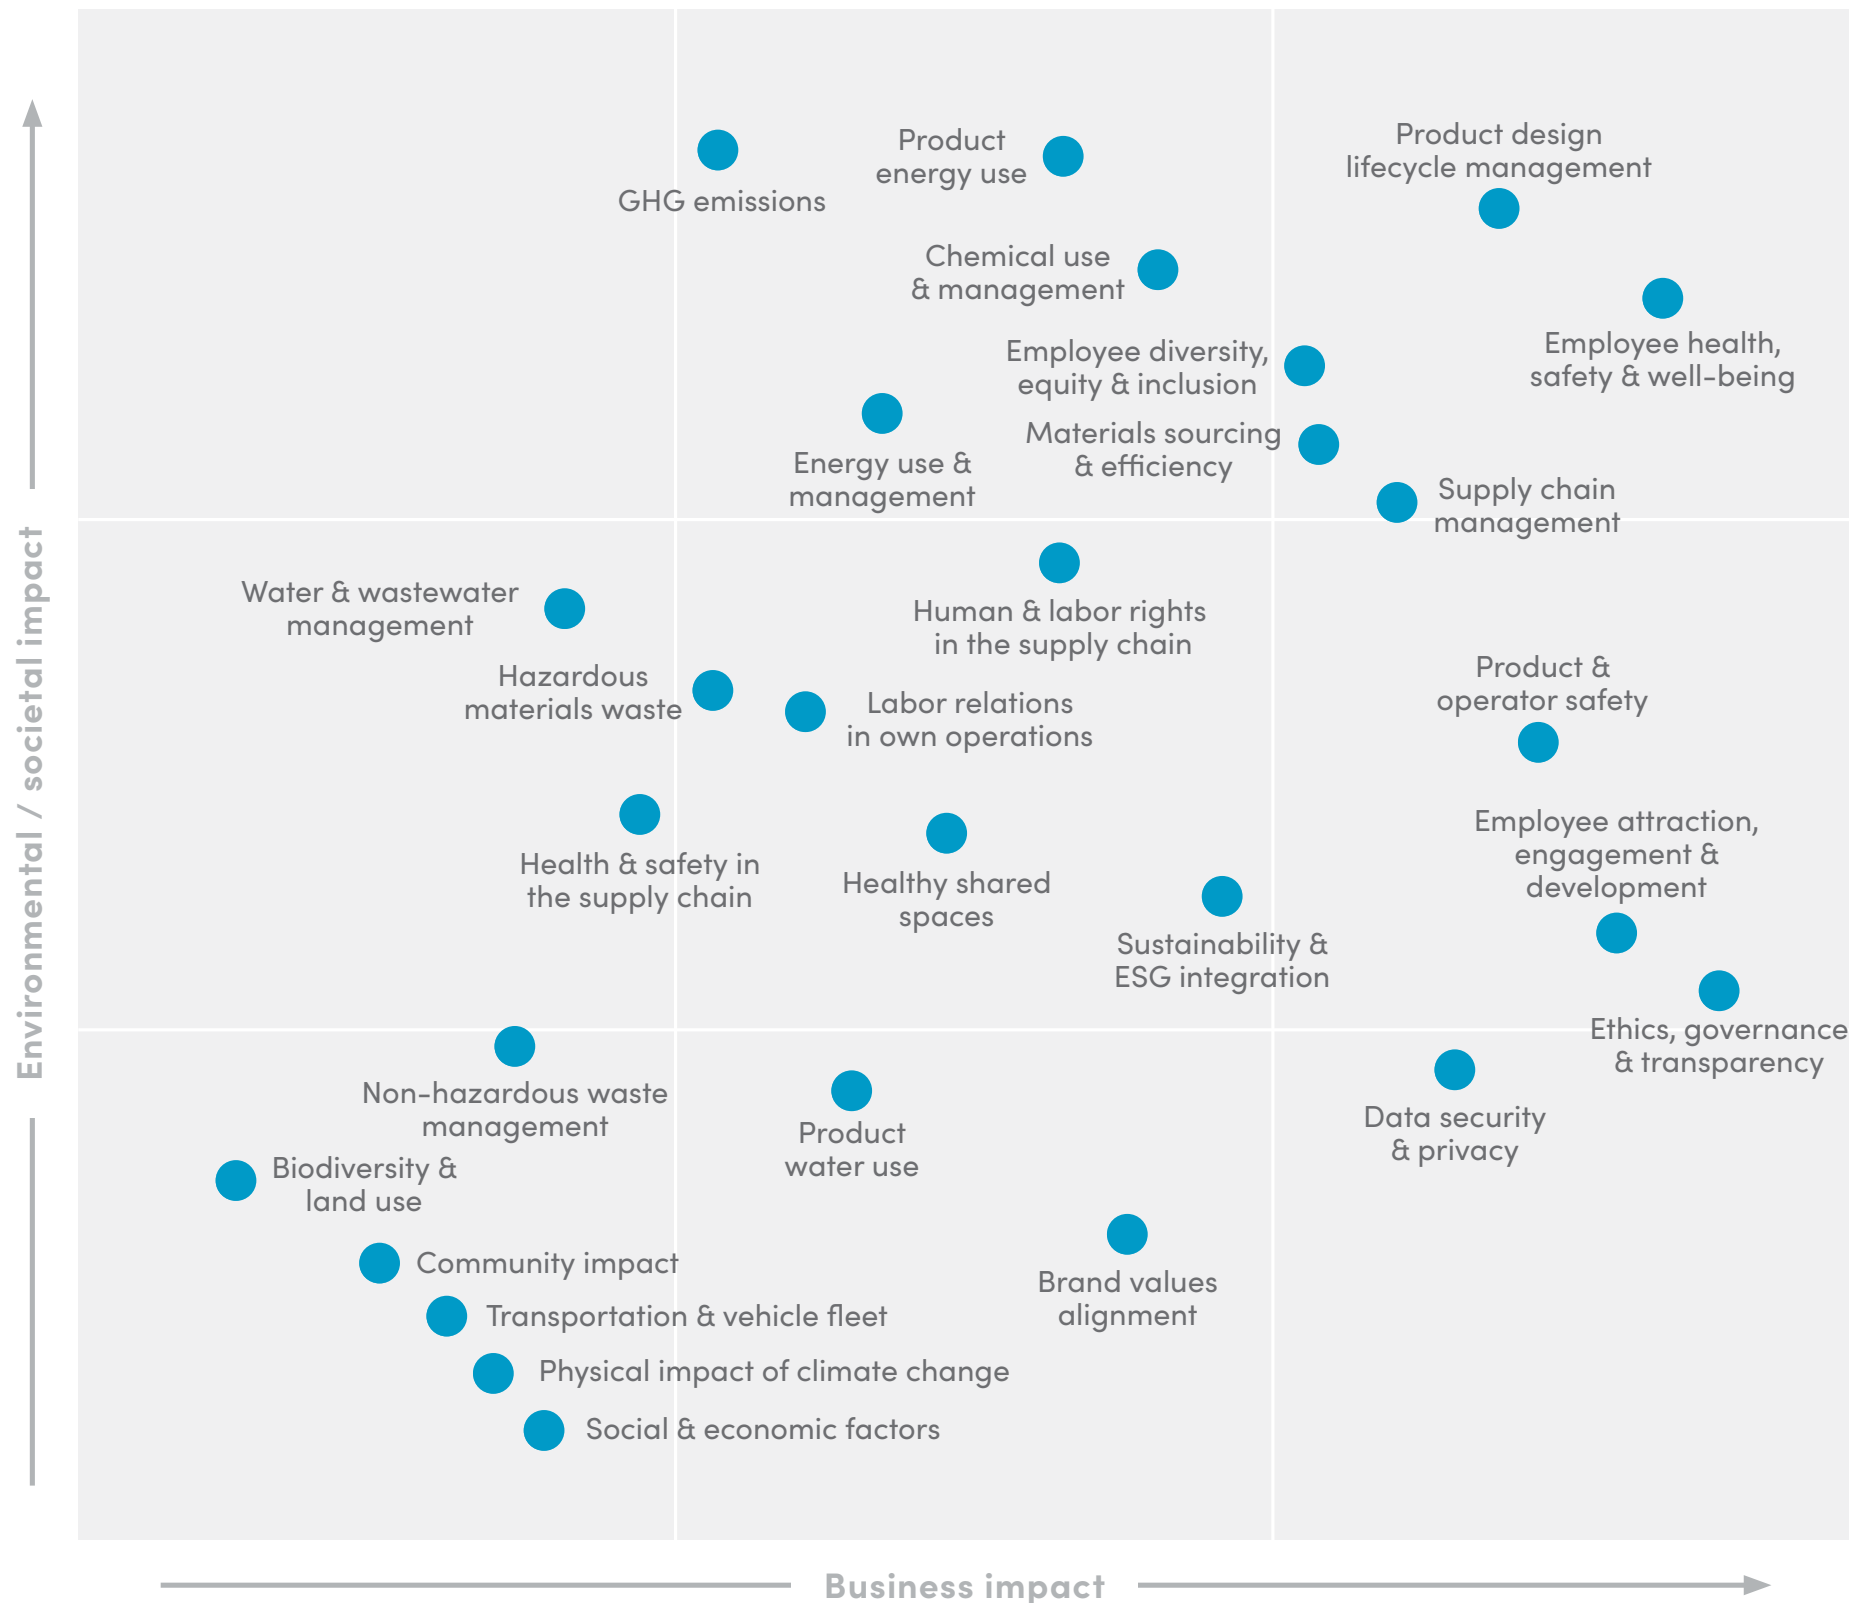 Product design
lifecycle management
Product
energy use
GHG emissions
Chemical use
& management
Employee health,
safety & well-being
Employee diversity,
equity & inclusion
Materials sourcing
& efficiency
Energy use &
management
Supply chain
management
Water & wastewater
management
Human & labor rights
in the supply chain
Hazardous
materials waste
Labor relations
in own operations
Product &
operator safety
Employee attraction,
engagement &
development
Health & safety in
the supply chain
Healthy shared
spaces
Sustainability &
ESG integration
Ethics, governance
& transparency
Non-hazardous waste
management
Product
water use
Data security
& privacy
Biodiversity &
land use
Community impact
Brand values
alignment
Transportation & vehicle fleet
Physical impact of climate change
Social & economic factors
Environmental / societal impact
Business impact